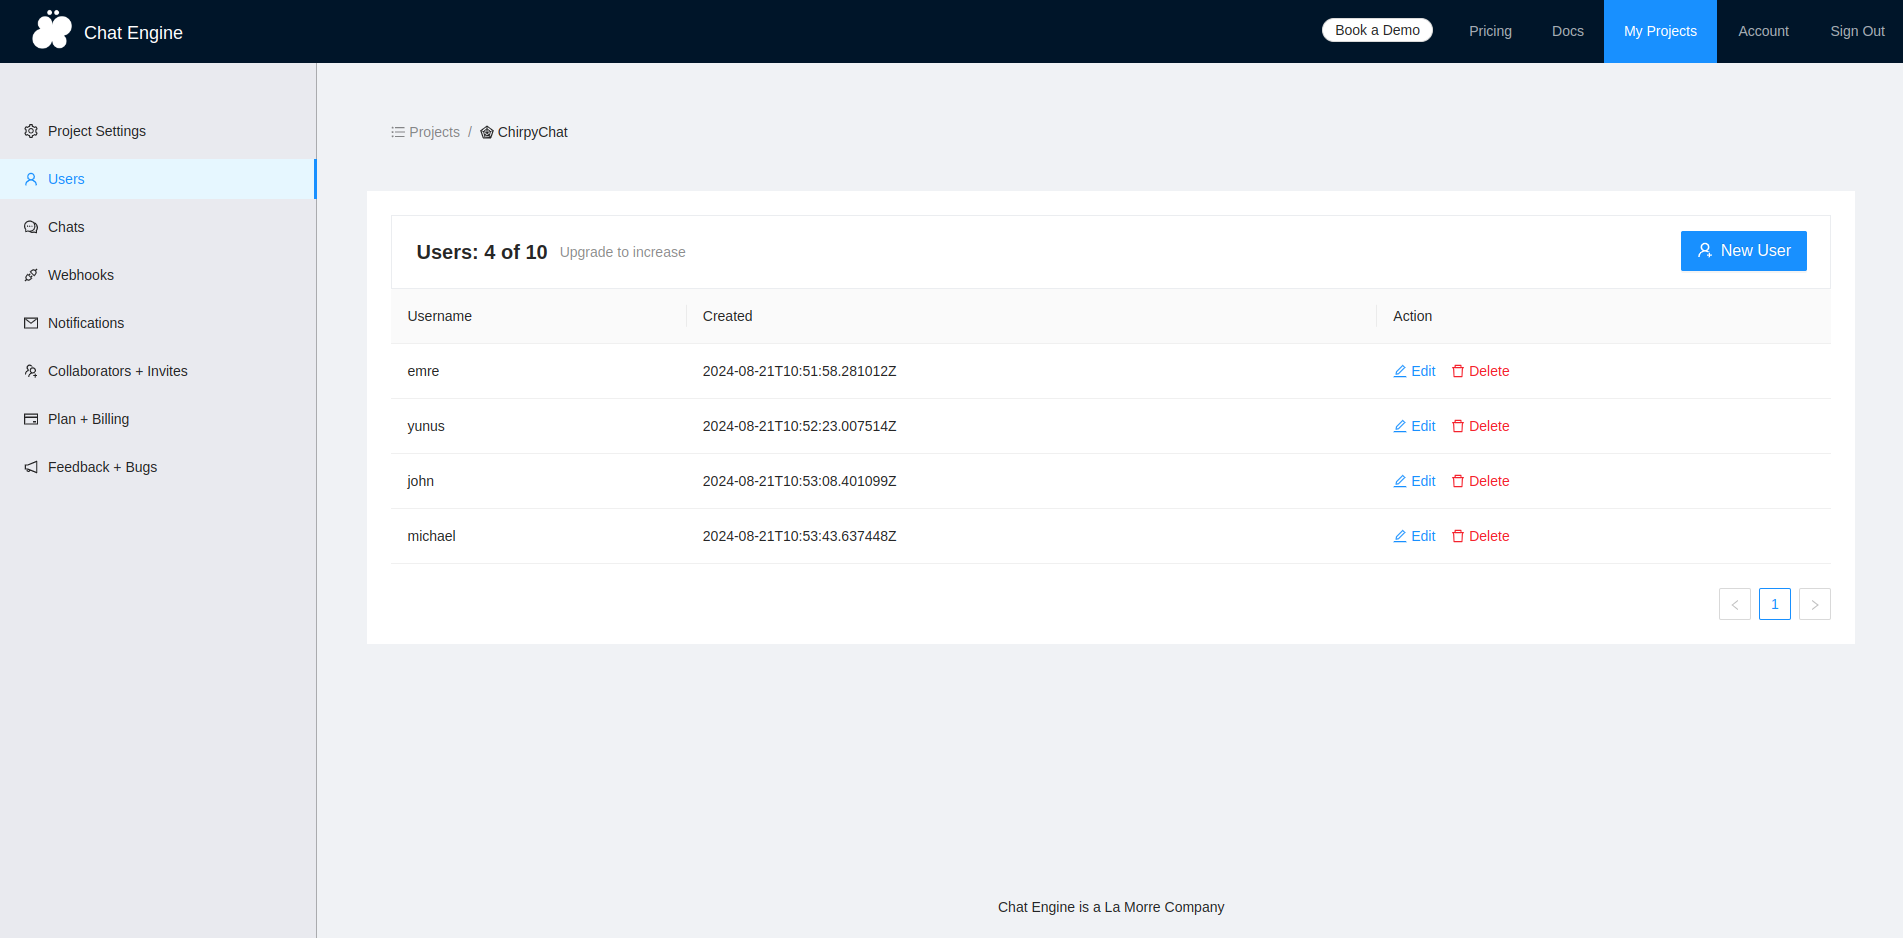 Chat Engine
Book a Demo
Pricing
Docs
My Projects
Account
Sign Out
Project Settings
Users
Chats
Webhooks
Notifications
Collaborators + Invites
Plan + Billing
Feedback + Bugs
Projects / ChirpyChat
Users: 4 of 10 Upgrade to increase
New User
Username Created Action
emre 2024-08-21T10:51:58.281012Z Edit Delete
yunus 2024-08-21T10:52:23.007514Z Edit Delete
john 2024-08-21T10:53:08.401099Z Edit Delete
michael 2024-08-21T10:53:43.637448Z Edit Delete
< 1 >
Chat Engine is a La Morre Company